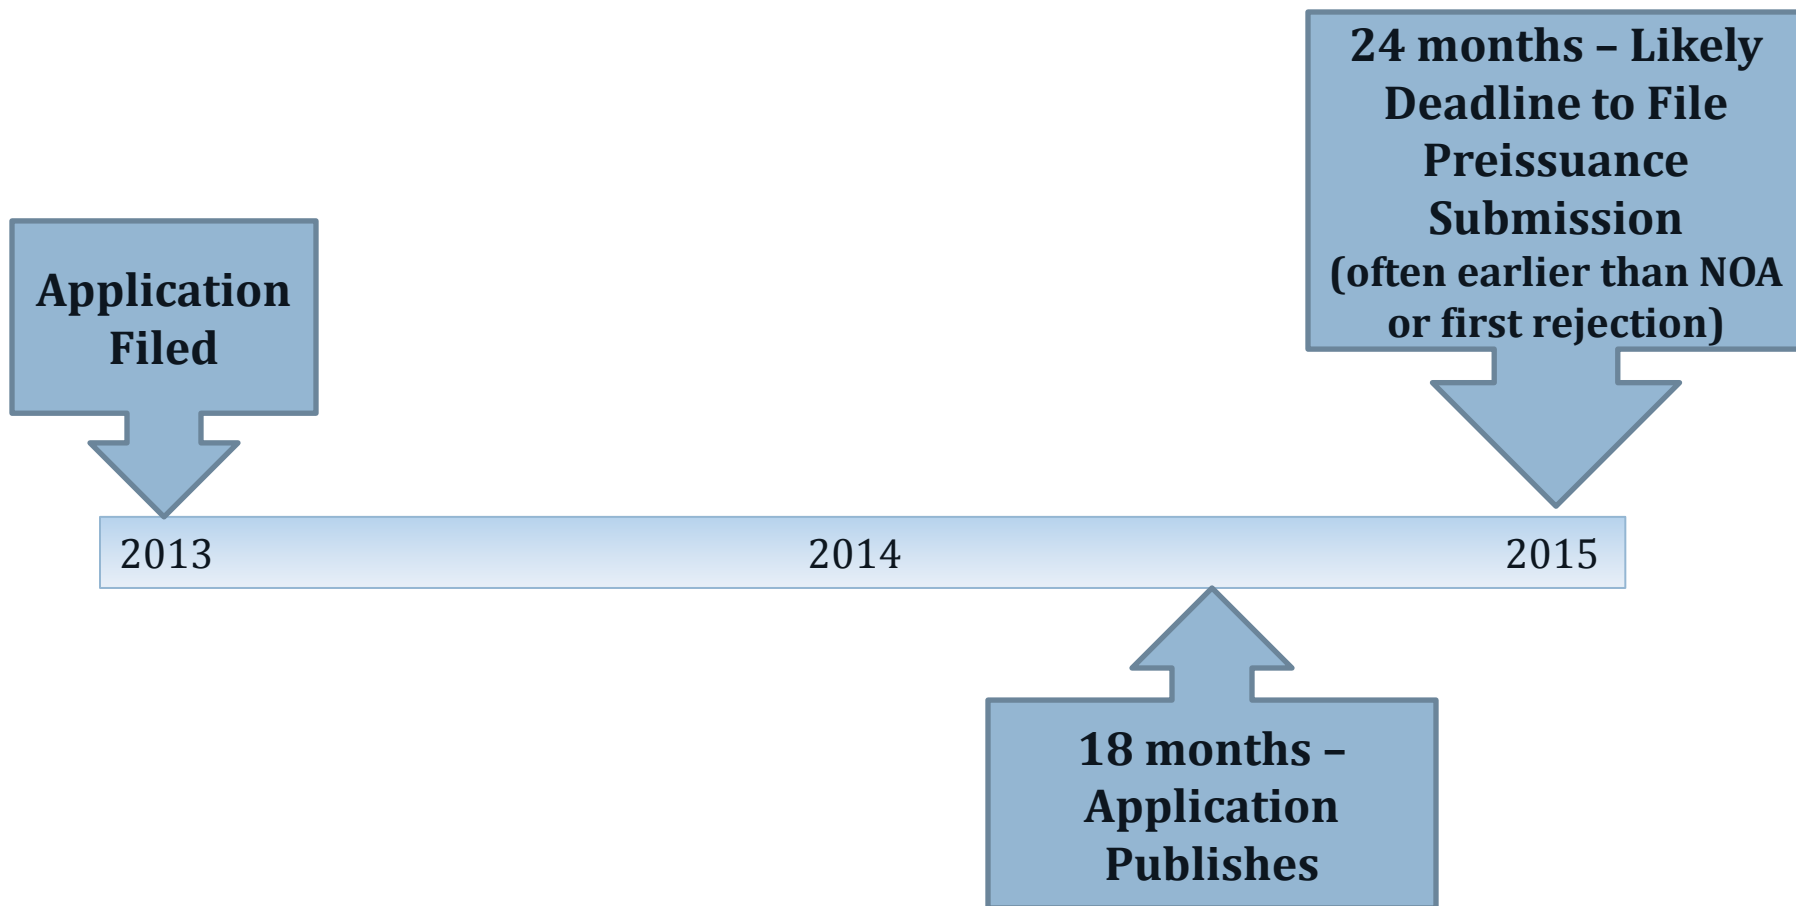 24 months – Likely
Deadline to File
Preissuance
Submission
(often earlier than NOA
or first rejection)
Application
Filed
2013 2014 2015
18 months –
Application
Publishes